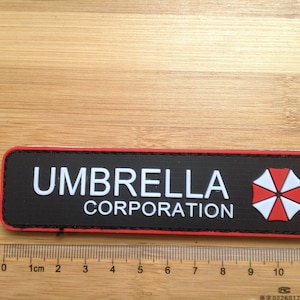 UMBRELLA
CORPORATION
0 1cm 2 3 4 5 6 7 8 9 10